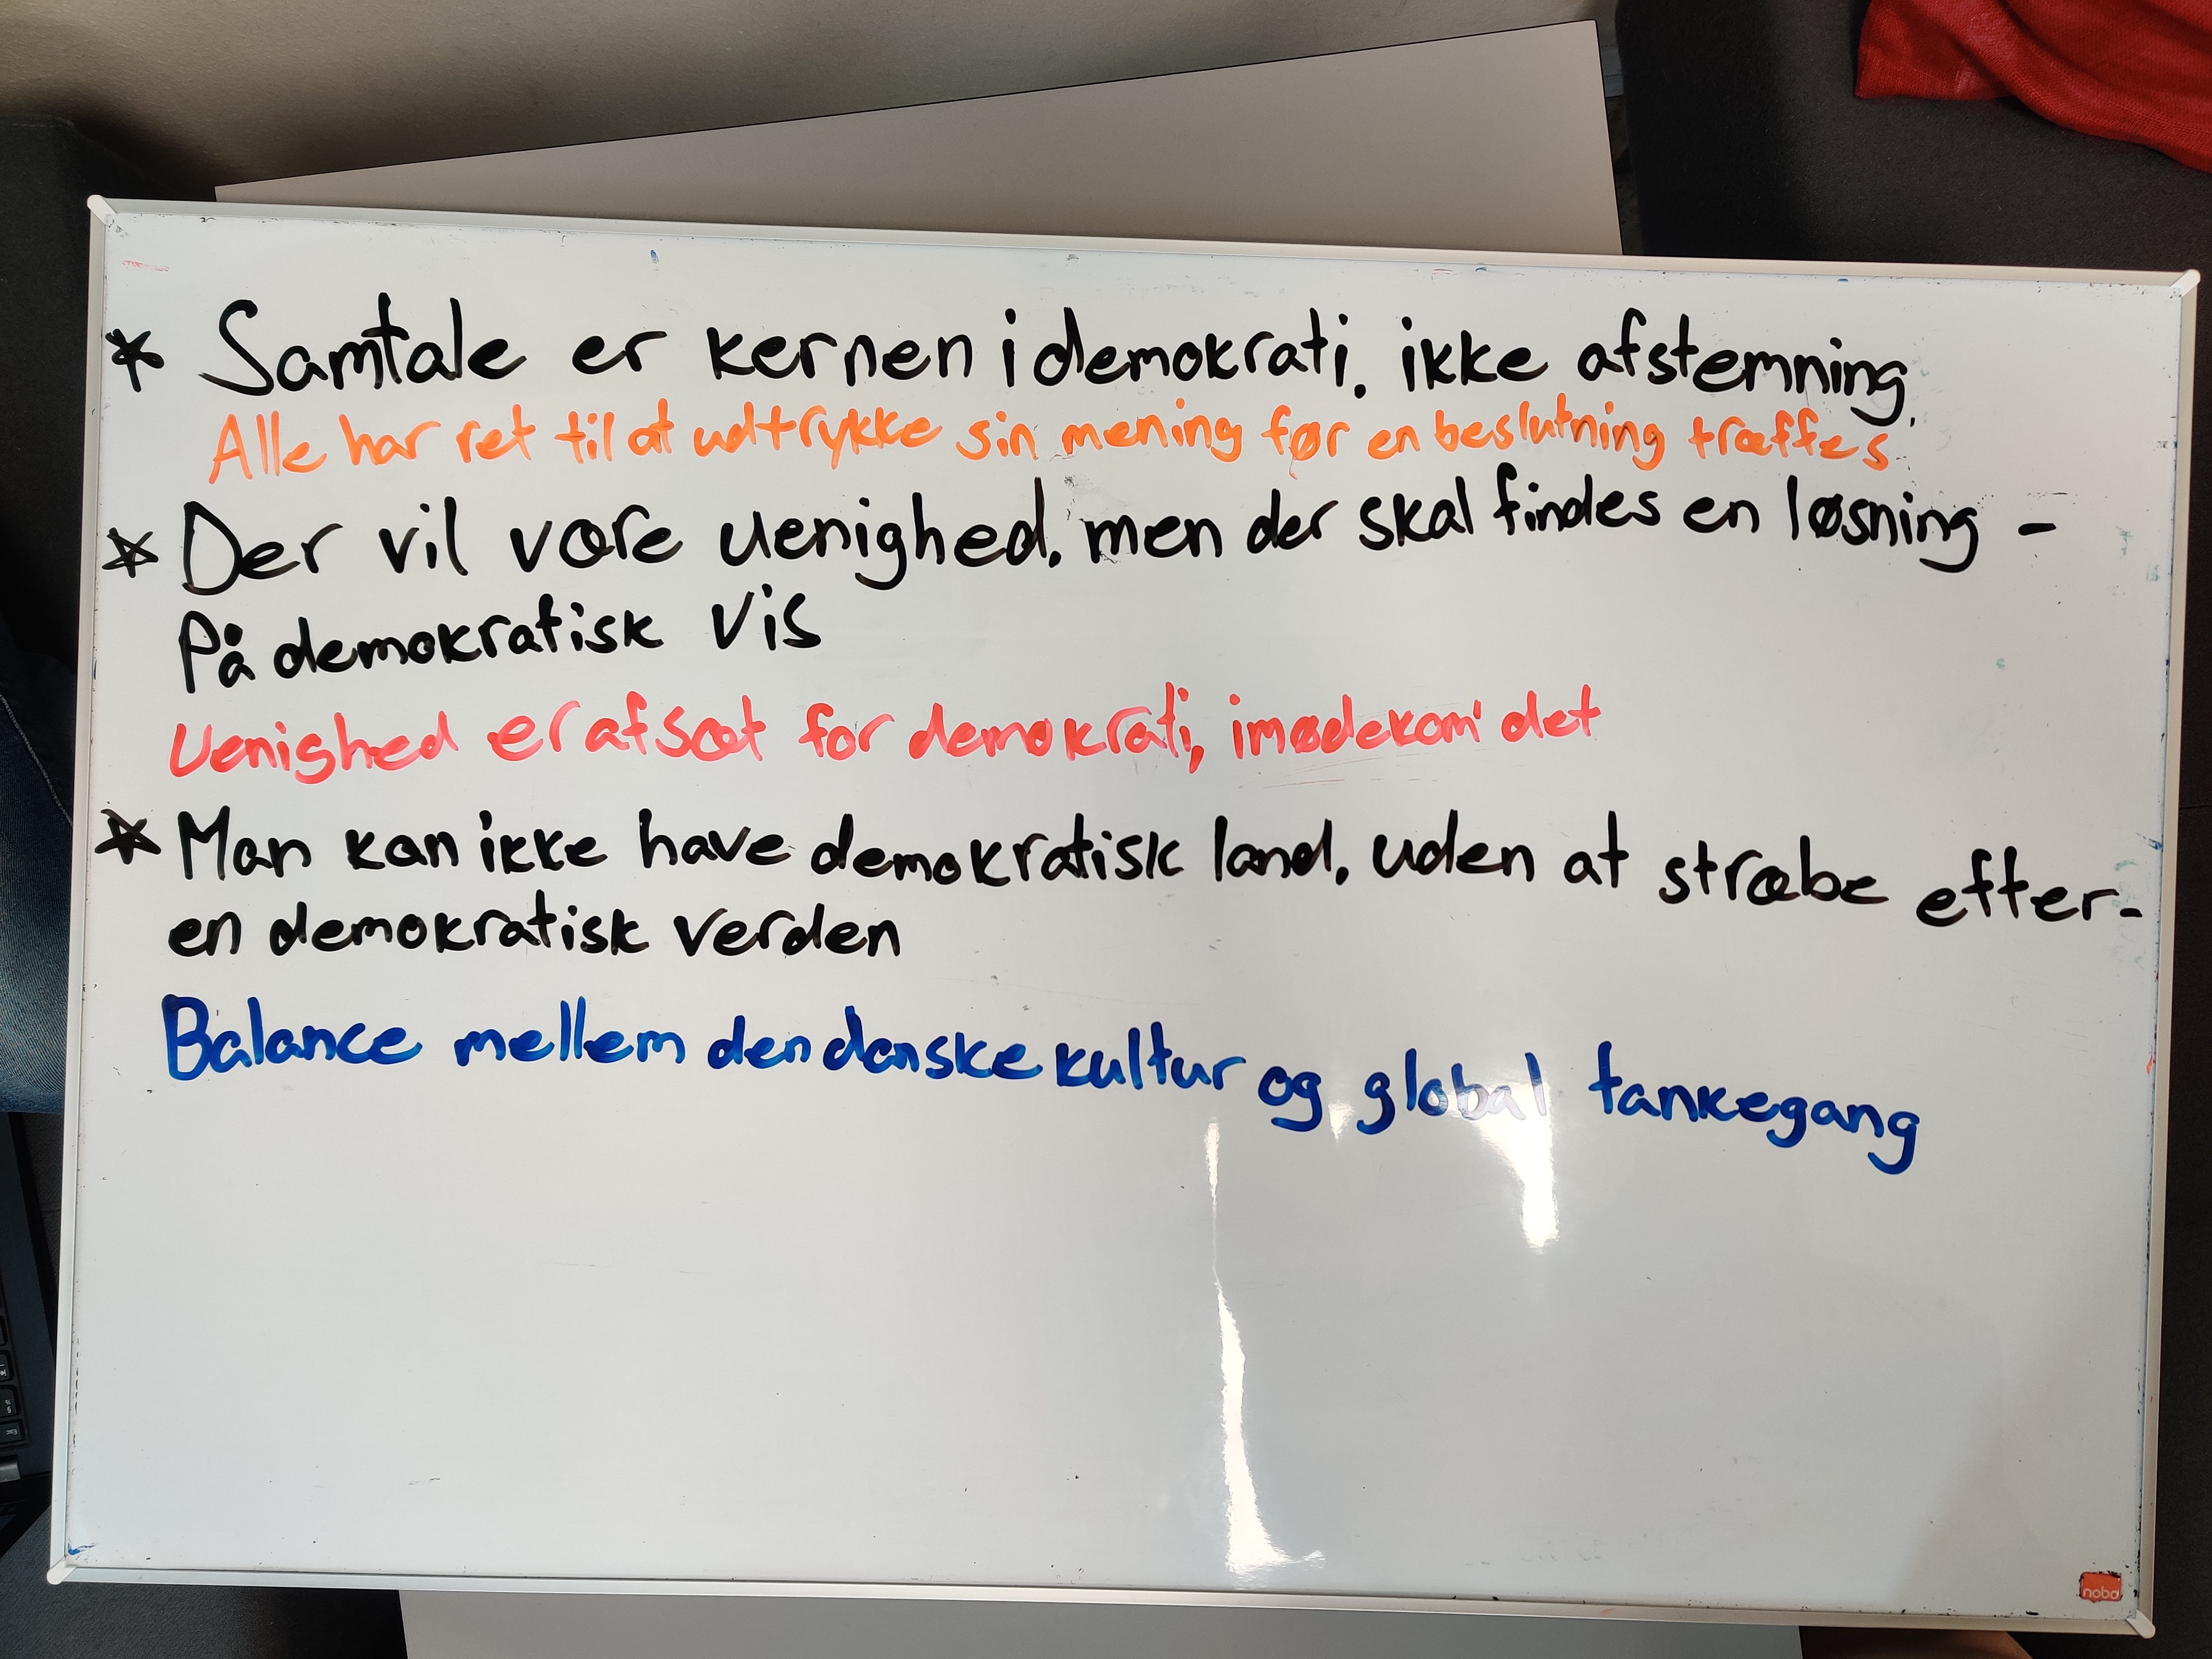 * Samtale er kernen i demokrati, ikke afstemning,
Alle har ret til at udtrykke sin mening før en beslutning træffes
* Der vil være uenighed, men der skal findes en løsning -
På demokratisk vis
Uenighed er afsæt for demokrati, imødekom' det
* Man kan ikke have demokratisk land, uden at stræbe efter-
en demokratisk verden
Balance mellem den danske kultur og global tankegang
nobo